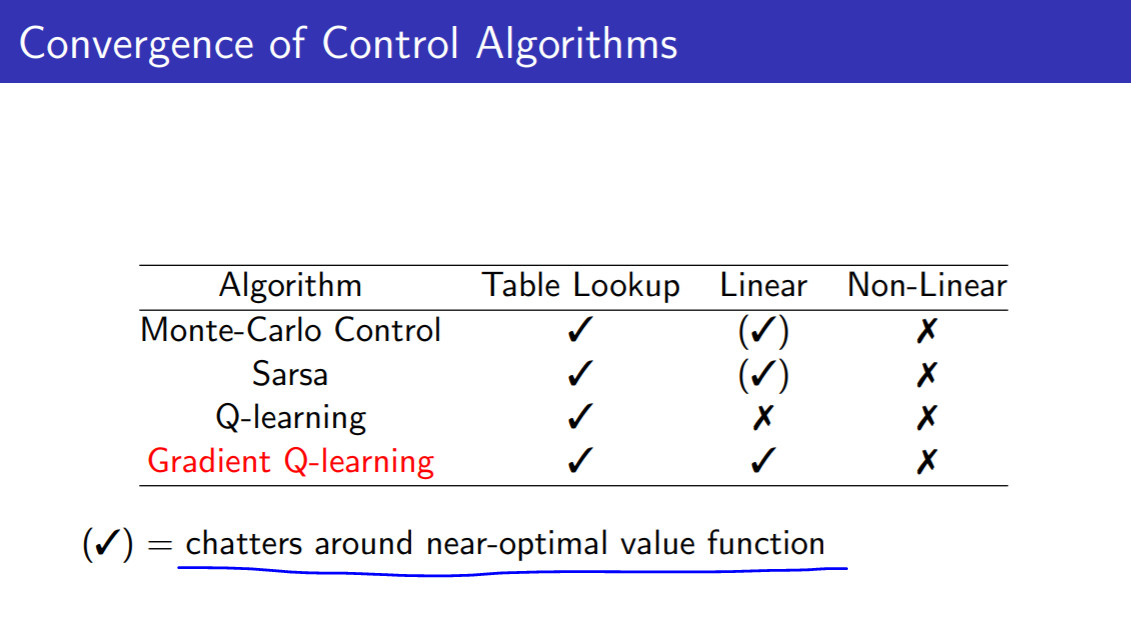 Convergence of Control Algorithms
Algorithm Table Lookup Linear Non-Linear
Monte-Carlo Control ✓ (✓) ✗
Sarsa ✓ (✓) ✗
Q-learning ✓ ✗ ✗
Gradient Q-learning ✓ ✓ ✗
(✓) = chatters around near-optimal value function